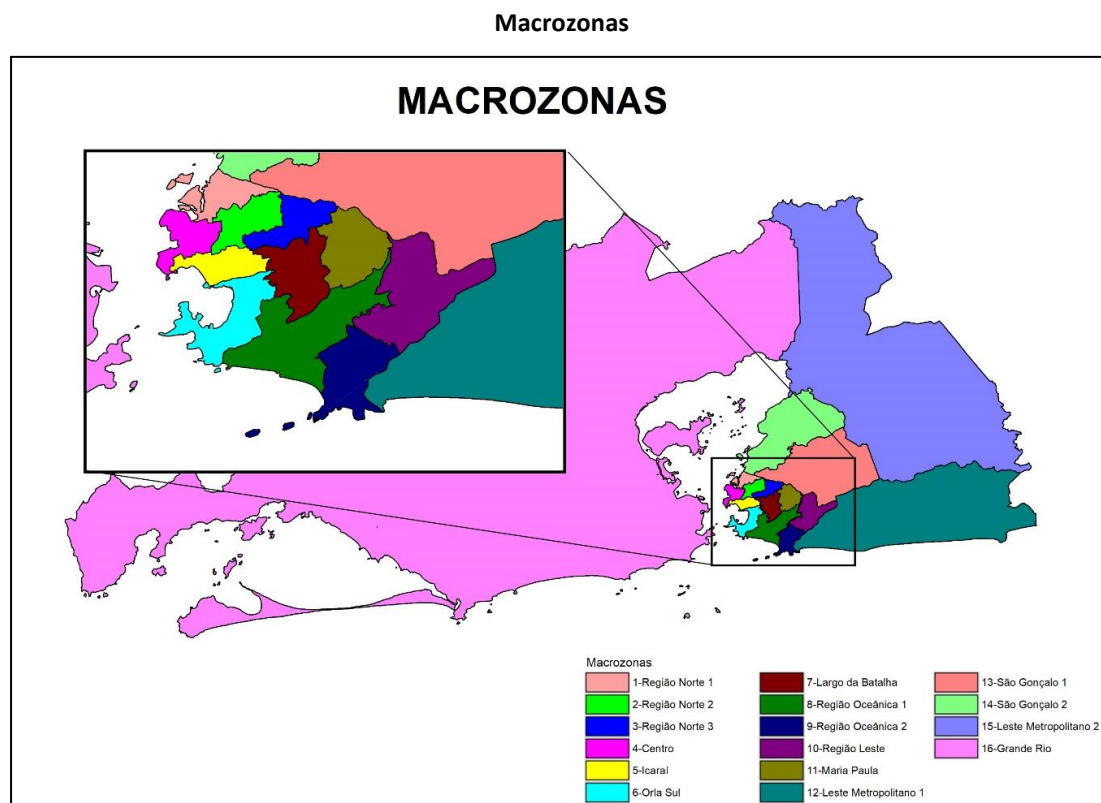 Macrozonas
MACROZONAS
Macrozonas
1-Região Norte 1
2-Região Norte 2
3-Região Norte 3
4-Centro
5-Icaraí
6-Orla Sul
7-Largo da Batalha
8-Região Oceânica 1
9-Região Oceânica 2
10-Região Leste
11-Maria Paula
12-Leste Metropolitano 1
13-São Gonçalo 1
14-São Gonçalo 2
15-Leste Metropolitano 2
16-Grande Rio